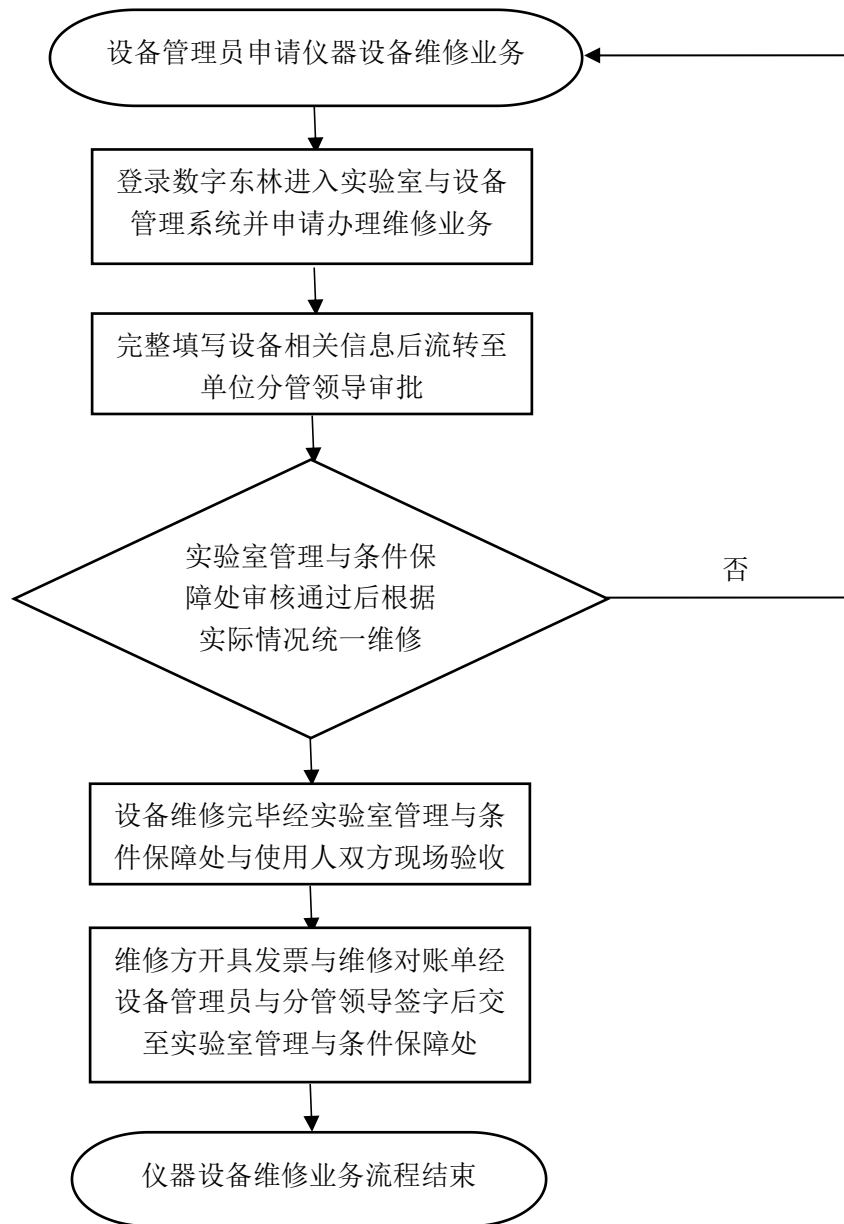 设备管理员申请仪器设备维修业务
登录数字东林进入实验室与设备
管理系统并申请办理维修业务
完整填写设备相关信息后流转至
单位分管领导审批
实验室管理与条件保
障处审核通过后根据
实际情况统一维修
否
设备维修完毕经实验室管理与条
件保障处与使用人双方现场验收
维修方开具发票与维修对账单经
设备管理员与分管领导签字后交
至实验室管理与条件保障处
仪器设备维修业务流程结束